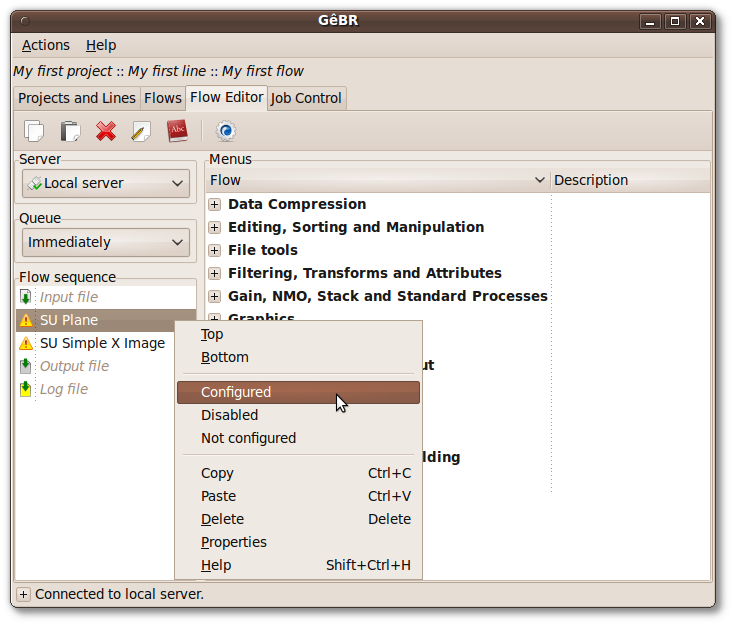 GêBR
Actions Help
My first project :: My first line :: My first flow
Projects and Lines Flows Flow Editor Job Control
Abc
Server
Local server
Queue
Immediately
Flow sequence
Input file
SU Plane
SU Simple X Image
Output file
Log file
Menus
Flow Description
Data Compression
Editing, Sorting and Manipulation
File tools
Filtering, Transforms and Attributes
Gain, NMO, Stack and Standard Processes
Graphics
ut
lding
Top
Bottom
Configured
Disabled
Not configured
Copy Ctrl+C
Paste Ctrl+V
Delete Delete
Properties
Help Shift+Ctrl+H
Connected to local server.